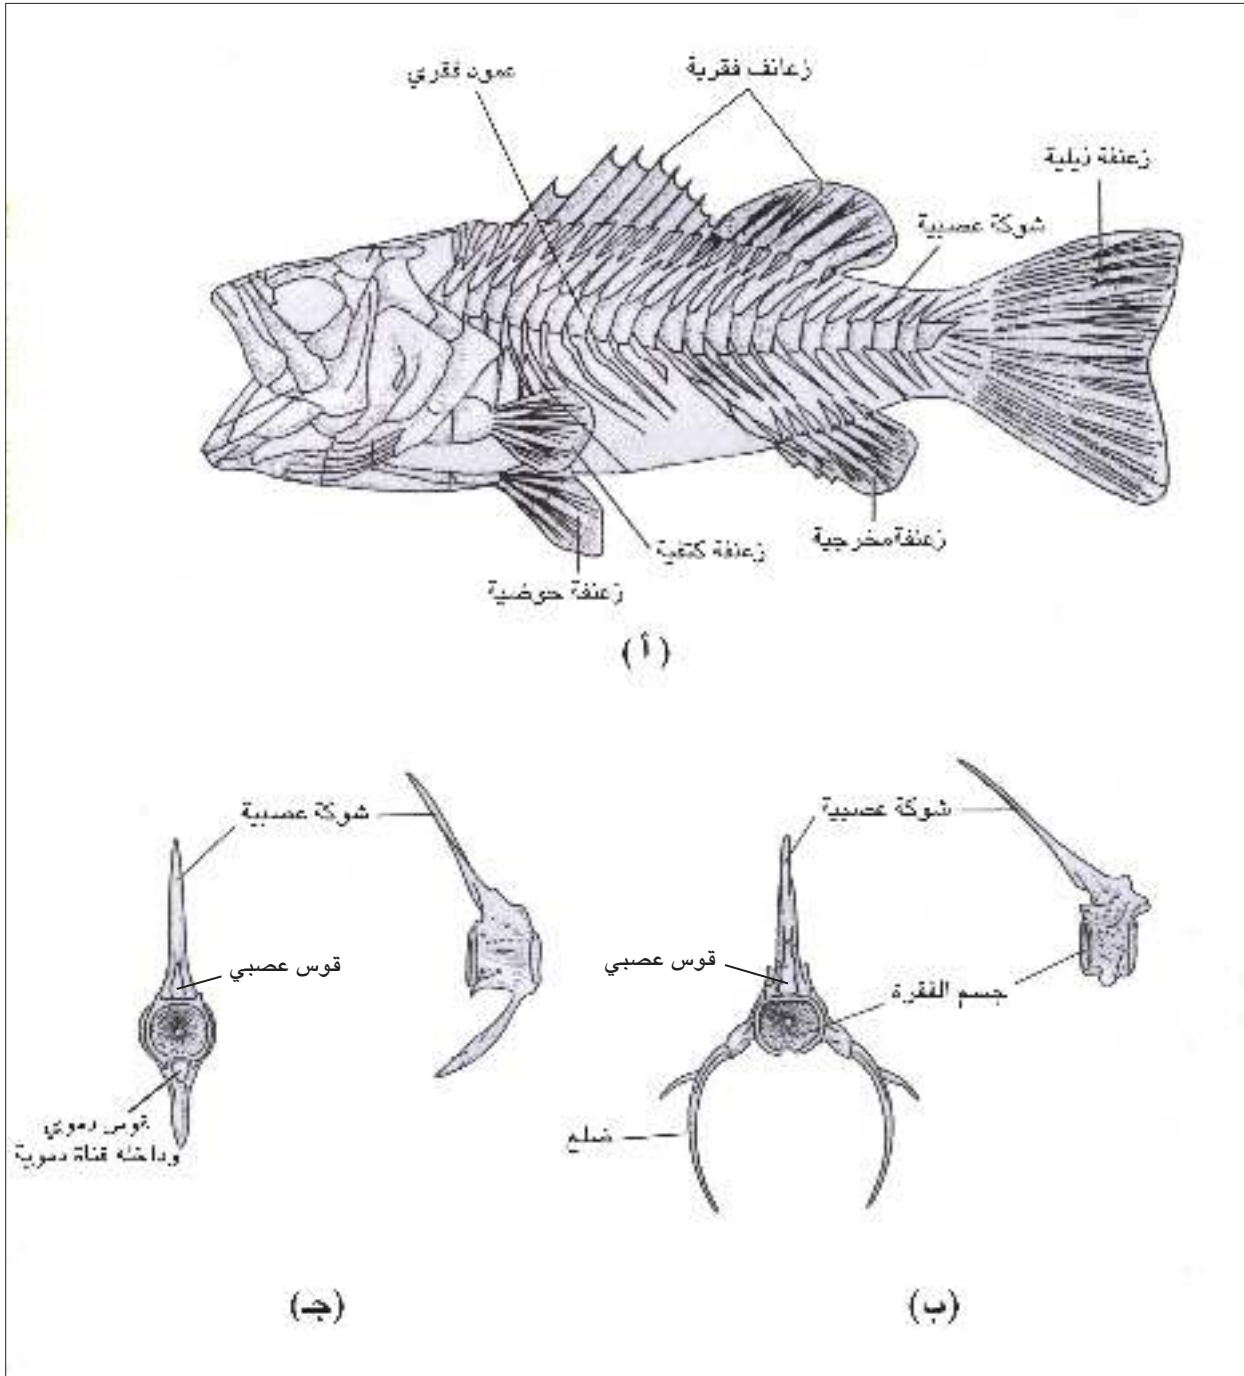 زعانف فقرية
عمود فقري
زعنفة ذيلية
شوكة عصبية
زعنفة مخرجية
زعنفة كتفية
زعنفة حوضية
(أ)
شوكة عصبية
شوكة عصبية
قوس عصبي
قوس عصبي
جسم الفقرة
ضلع
قوس دموي
وداخله قناة دموية
(ب)
(جـ)